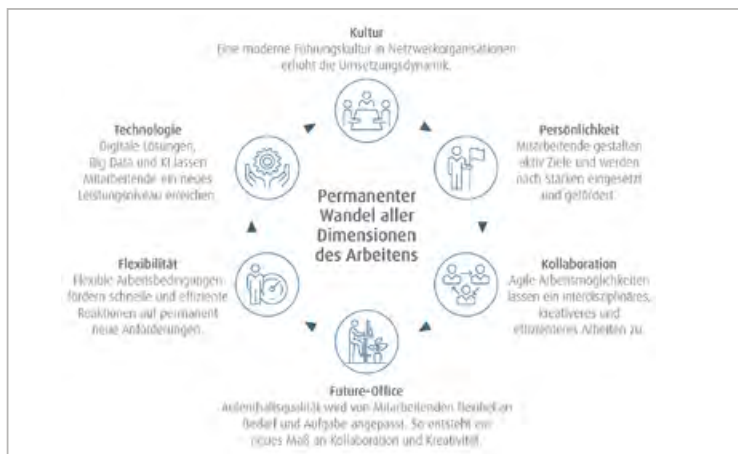 Kultur
Eine moderne Führungskultur in Netzwerkorganisationen
erhöht die Umsetzungsdynamik.
Persönlichkeit
Mitarbeitende gestalten
aktiv Ziele und werden
nach Stärken eingesetzt
und gefördert.
Kollaboration
Agile Arbeitsmöglichkeiten
lassen ein interdisziplinäres,
kreativeres und
effizienteres Arbeiten zu.
Future-Office
Aufenthaltsqualität wird von Mitarbeitenden flexibel an
Bedarf und Aufgabe angepasst. So entsteht ein
neues Maß an Kollaboration und Kreativität.
Flexibilität
Flexible Arbeitsbedingungen
fördern schnelle und effiziente
Reaktionen auf permanent
neue Anforderungen.
Technologie
Digitale Lösungen,
Big Data und KI lassen
Mitarbeitende ein neues
Leistungsniveau erreichen.
Permanenter
Wandel aller
Dimensionen
des Arbeitens